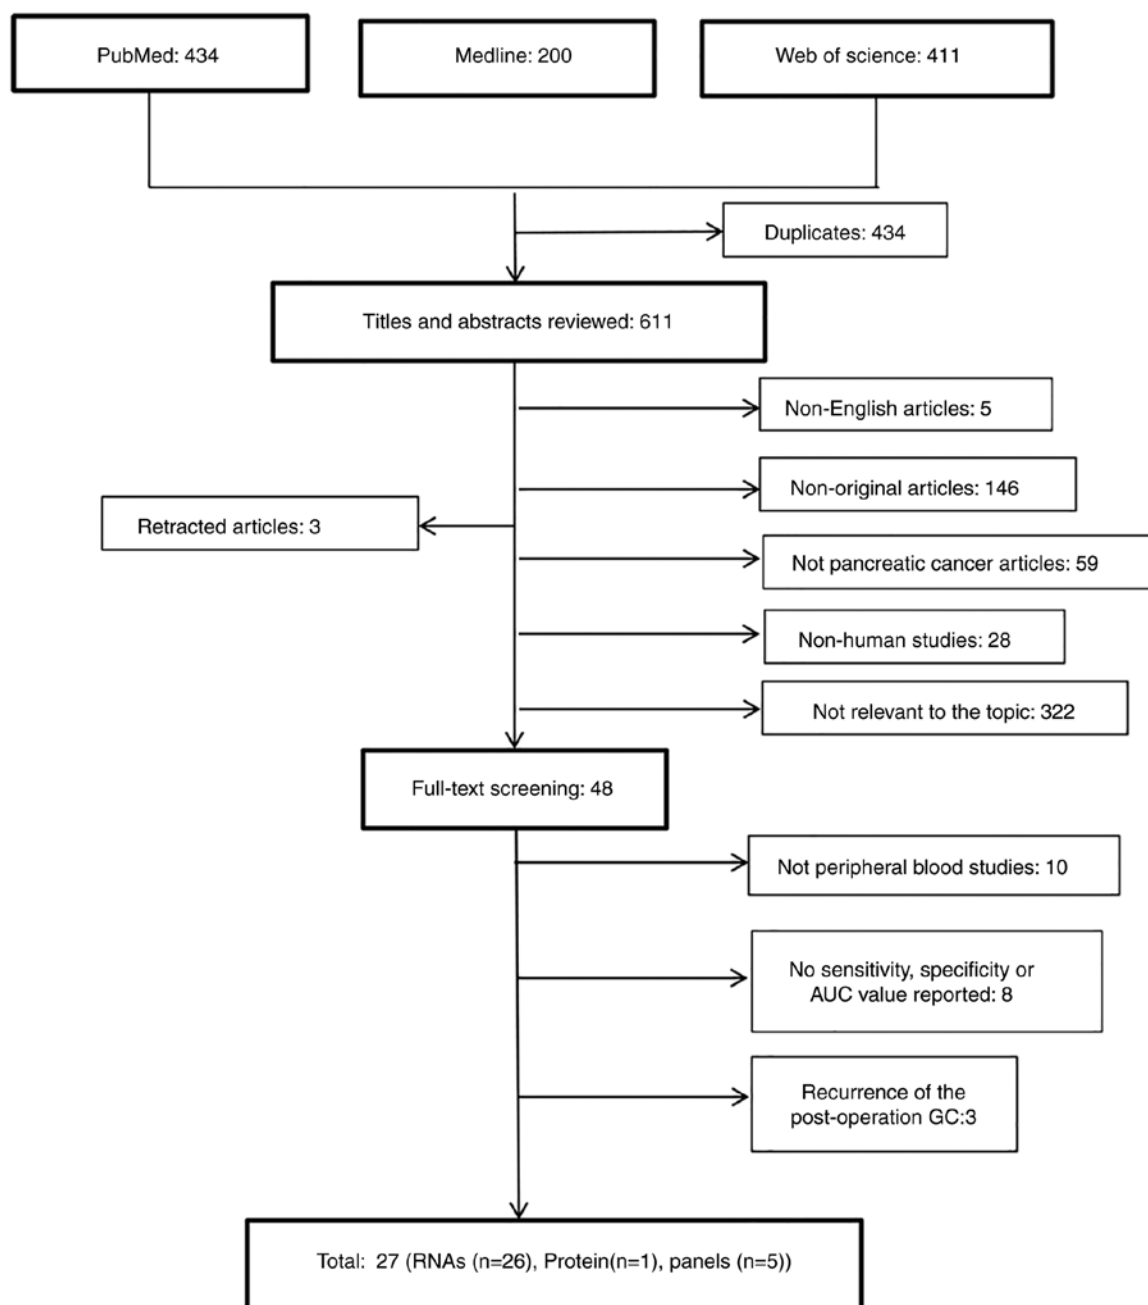 PubMed: 434
Medline: 200
Web of science: 411
Duplicates: 434
Titles and abstracts reviewed: 611
Non-English articles: 5
Non-original articles: 146
Retracted articles: 3
Not pancreatic cancer articles: 59
Non-human studies: 28
Not relevant to the topic: 322
Full-text screening: 48
Not peripheral blood studies: 10
No sensitivity, specificity or
AUC value reported: 8
Recurrence of the
post-operation GC:3
Total: 27 (RNAs (n=26), Protein(n=1), panels (n=5))